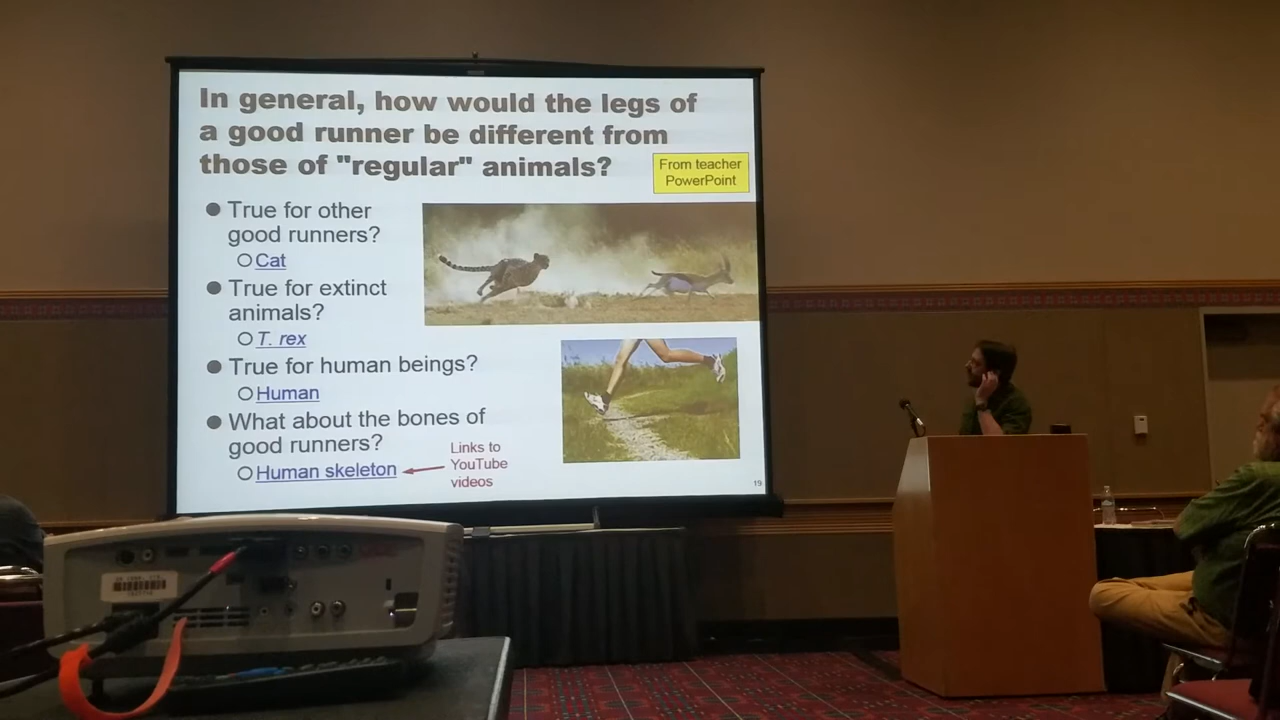 In general, how would the legs of
a good runner be different from
those of "regular" animals?
From teacher
PowerPoint
● True for other
good runners?
○ Cat
● True for extinct
animals?
○ T. rex
● True for human beings?
○ Human
● What about the bones of
good runners?
○ Human skeleton
Links to
YouTube
videos
19